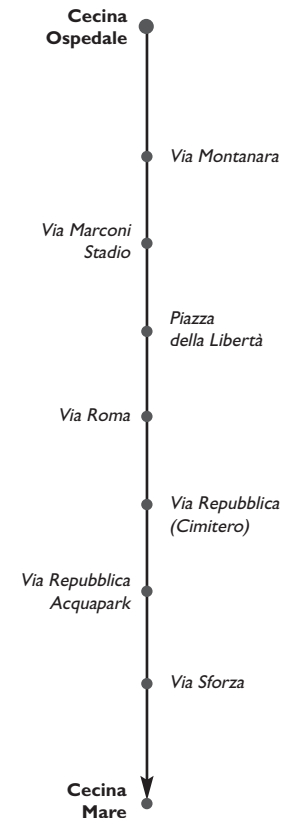 Cecina
Ospedale
Via Montanara
Via Marconi
Stadio
Piazza
della Libertà
Via Roma
Via Repubblica
(Cimitero)
Via Repubblica
Acquapark
Via Sforza
Cecina
Mare